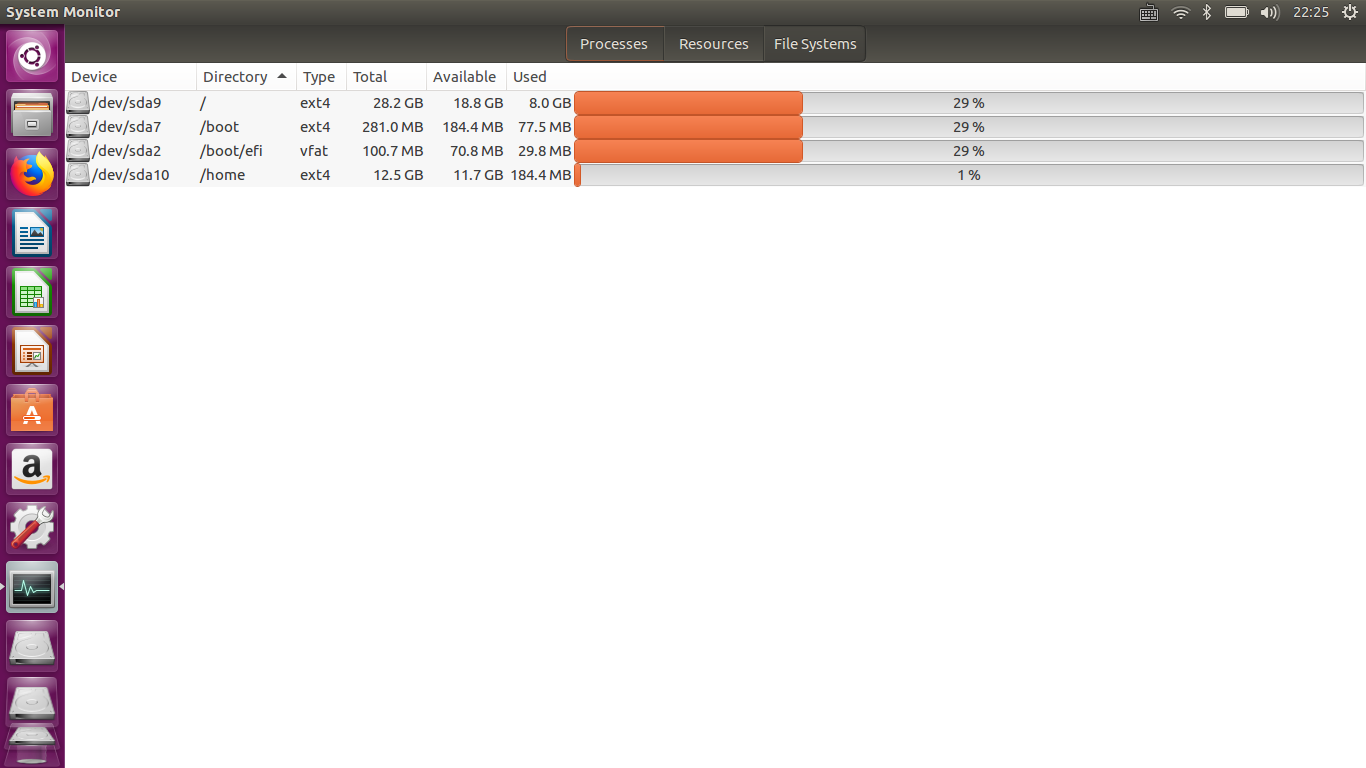 System Monitor 22:25
Processes Resources File Systems
Device Directory Type Total Available Used
/dev/sda9 / ext4 28.2 GB 18.8 GB 8.0 GB 29 %
/dev/sda7 /boot ext4 281.0 MB 184.4 MB 77.5 MB 29 %
/dev/sda2 /boot/efi vfat 100.7 MB 70.8 MB 29.8 MB 29 %
/dev/sda10 /home ext4 12.5 GB 11.7 GB 184.4 MB 1 %
A
a